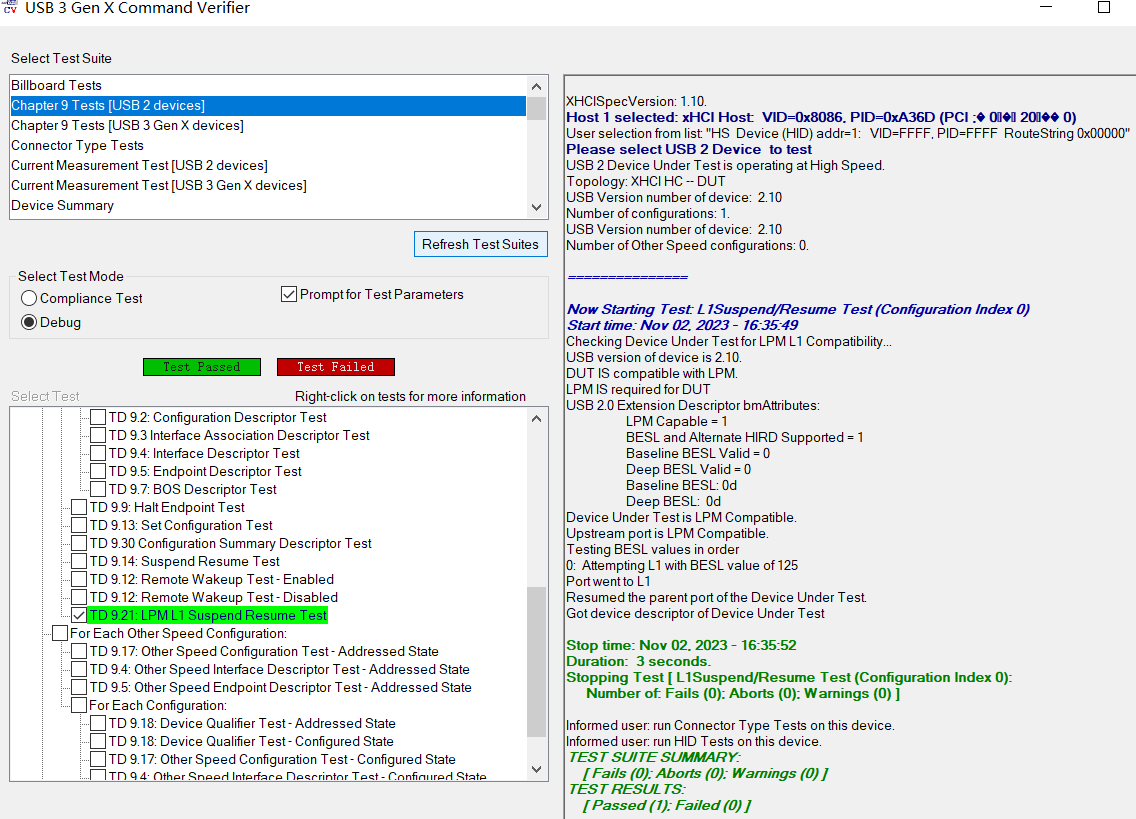 USB 3 Gen X Command Verifier
Select Test Suite
Billboard Tests
Chapter 9 Tests [USB 2 devices]
Chapter 9 Tests [USB 3 Gen X devices]
Connector Type Tests
Current Measurement Test [USB 2 devices]
Current Measurement Test [USB 3 Gen X devices]
Device Summary
Refresh Test Suites
Select Test Mode
Compliance Test
Prompt for Test Parameters
Debug
Test Passed
Test Failed
Select Test
Right-click on tests for more information
TD 9.2: Configuration Descriptor Test
TD 9.3 Interface Association Descriptor Test
TD 9.4: Interface Descriptor Test
TD 9.5: Endpoint Descriptor Test
TD 9.7: BOS Descriptor Test
TD 9.9: Halt Endpoint Test
TD 9.13: Set Configuration Test
TD 9.30 Configuration Summary Descriptor Test
TD 9.14: Suspend Resume Test
TD 9.12: Remote Wakeup Test - Enabled
TD 9.12: Remote Wakeup Test - Disabled
TD 9.21: LPM L1 Suspend Resume Test
For Each Other Speed Configuration:
TD 9.17: Other Speed Configuration Test - Addressed State
TD 9.4: Other Speed Interface Descriptor Test - Addressed State
TD 9.5: Other Speed Endpoint Descriptor Test - Addressed State
For Each Configuration:
TD 9.18: Device Qualifier Test - Addressed State
TD 9.18: Device Qualifier Test - Configured State
TD 9.17: Other Speed Configuration Test - Configured State
TD 9.4: Other Speed Interface Descriptor Test - Configured State
XHCISpecVersion: 1.10.
Host 1 selected: xHCI Host:  VID=0x8086, PID=0xA36D (PCI ;� 0�� 20��� 0)
User selection from list: "HS  Device (HID) addr=1:   VID=FFFF, PID=FFFF  RouteString 0x00000"
Please select USB 2 Device  to test
USB 2 Device Under Test is operating at High Speed.
Topology: XHCI HC -- DUT
USB Version number of device:  2.10
Number of configurations: 1.
USB Version number of device:  2.10
Number of Other Speed configurations: 0.
===============
Now Starting Test: L1Suspend/Resume Test (Configuration Index 0)
Start time: Nov 02, 2023 - 16:35:49
Checking Device Under Test for LPM L1 Compatibility...
USB version of device is 2.10.
DUT IS compatible with LPM.
LPM IS required for DUT
USB 2.0 Extension Descriptor bmAttributes:
LPM Capable = 1
BESL and Alternate HIRD Supported = 1
Baseline BESL Valid = 0
Deep BESL Valid = 0
Baseline BESL: 0d
Deep BESL:  0d
Device Under Test is LPM Compatible.
Upstream port is LPM Compatible.
Testing BESL values in order
0:  Attempting L1 with BESL value of 125
Port went to L1
Resumed the parent port of the Device Under Test.
Got device descriptor of Device Under Test
Stop time: Nov 02, 2023 - 16:35:52
Duration:  3 seconds.
Stopping Test [ L1Suspend/Resume Test (Configuration Index 0):
Number of: Fails (0); Aborts (0); Warnings (0) ]
Informed user: run Connector Type Tests on this device.
Informed user: run HID Tests on this device.
TEST SUITE SUMMARY:
[ Fails (0); Aborts (0); Warnings (0) ]
TEST RESULTS:
[ Passed (1); Failed (0) ]